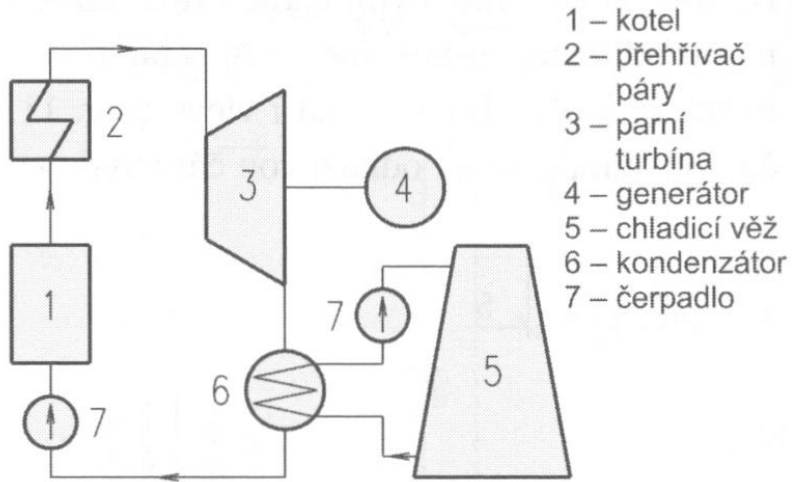 1 – kotel
2 – přehřívač
páry
3 – parní
turbína
4 – generátor
5 – chladicí věž
6 – kondenzátor
7 – čerpadlo
2
3
4
1
7
6
5
7